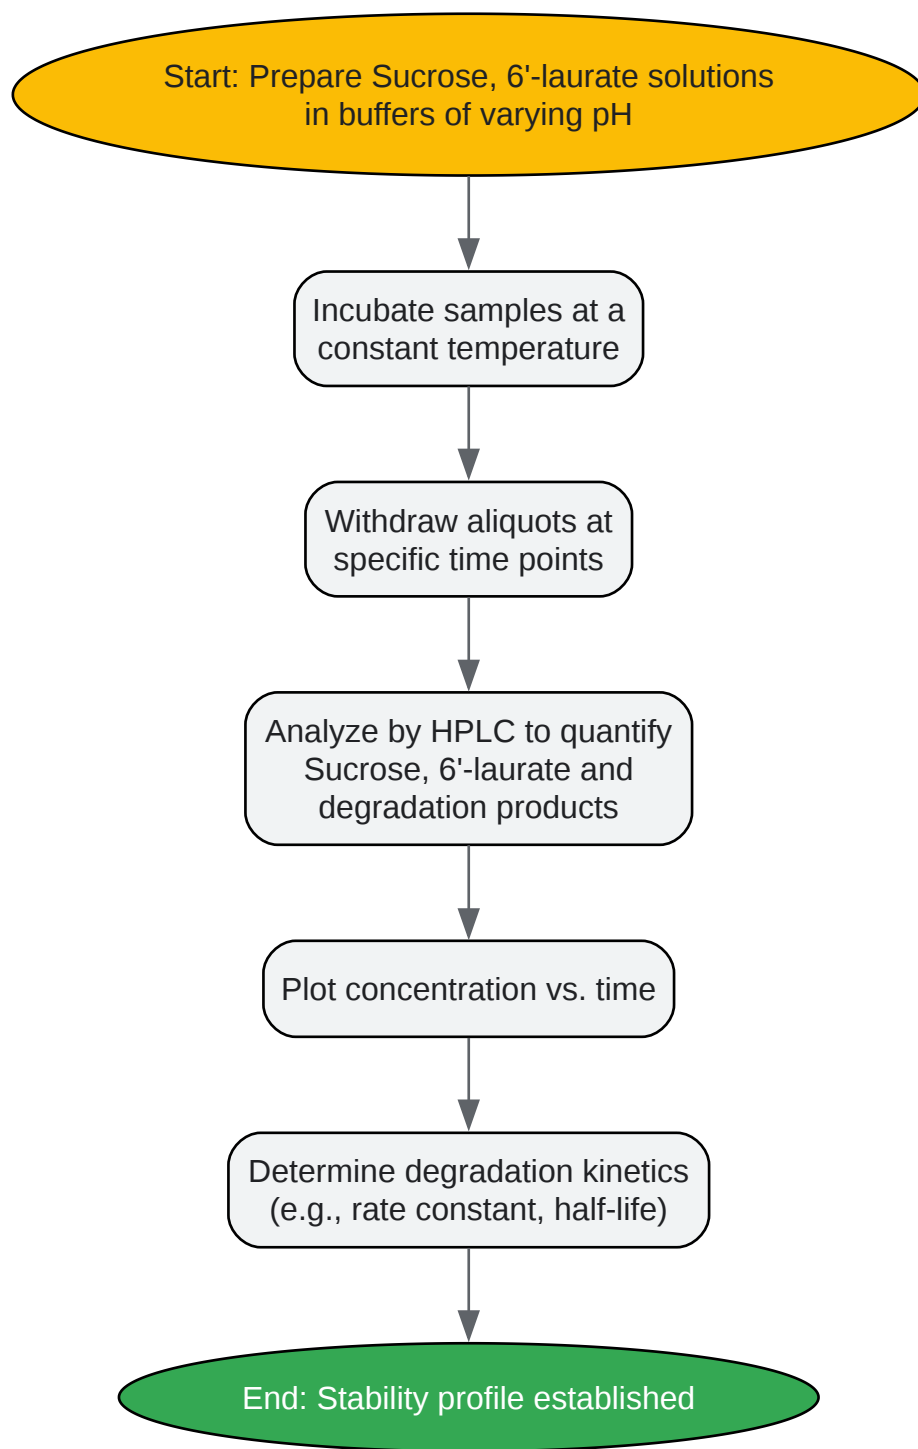 Start: Prepare Sucrose, 6'-laurate solutions
in buffers of varying pH
Incubate samples at a
constant temperature
Withdraw aliquots at
specific time points
Analyze by HPLC to quantify
Sucrose, 6'-laurate and
degradation products
Plot concentration vs. time
Determine degradation kinetics
(e.g., rate constant, half-life)
End: Stability profile established